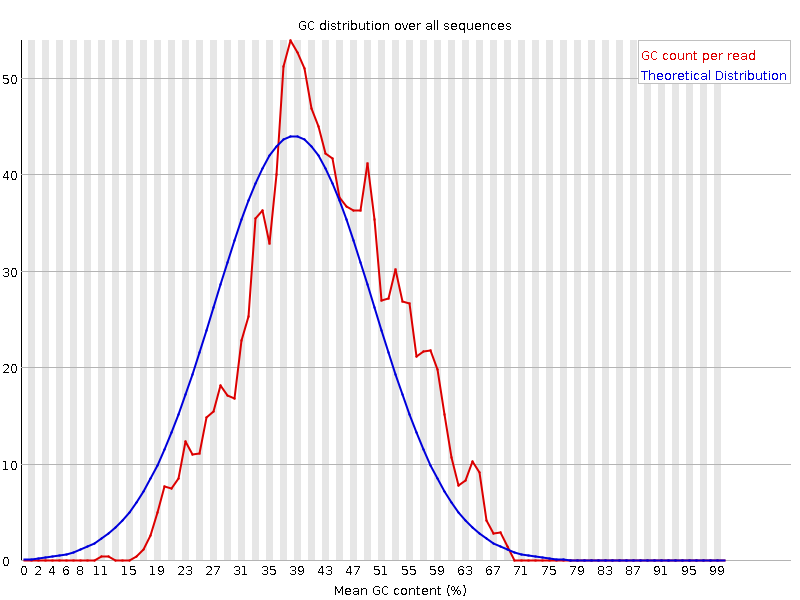 GC distribution over all sequences
GC count per read
Theoretical Distribution
50
40
30
20
10
0
0 2 4 6 8 11 15 19 23 27 31 35 39 43 47 51 55 59 63 67 71 75 79 83 87 91 95 99
Mean GC content (%)